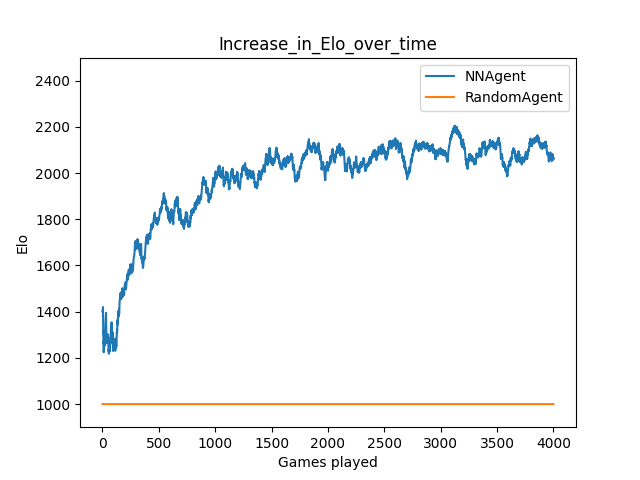 Increase_in_Elo_over_time
NNAgent
RandomAgent
2400
2200
2000
1800
1600
1400
1200
1000
Elo
0 500 1000 1500 2000 2500 3000 3500 4000
Games played